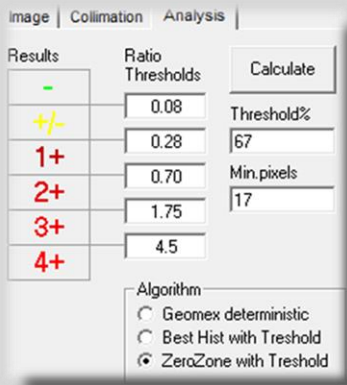 Image Collimation Analysis
Results
-
+/-
1+
2+
3+
4+
Ratio
Thresholds
0.08
0.28
0.70
1.75
4.5
Calculate
Threshold%
67
Min.pixels
17
Algorithm
Geomex deterministic
Best Hist with Treshold
ZeroZone with Treshold